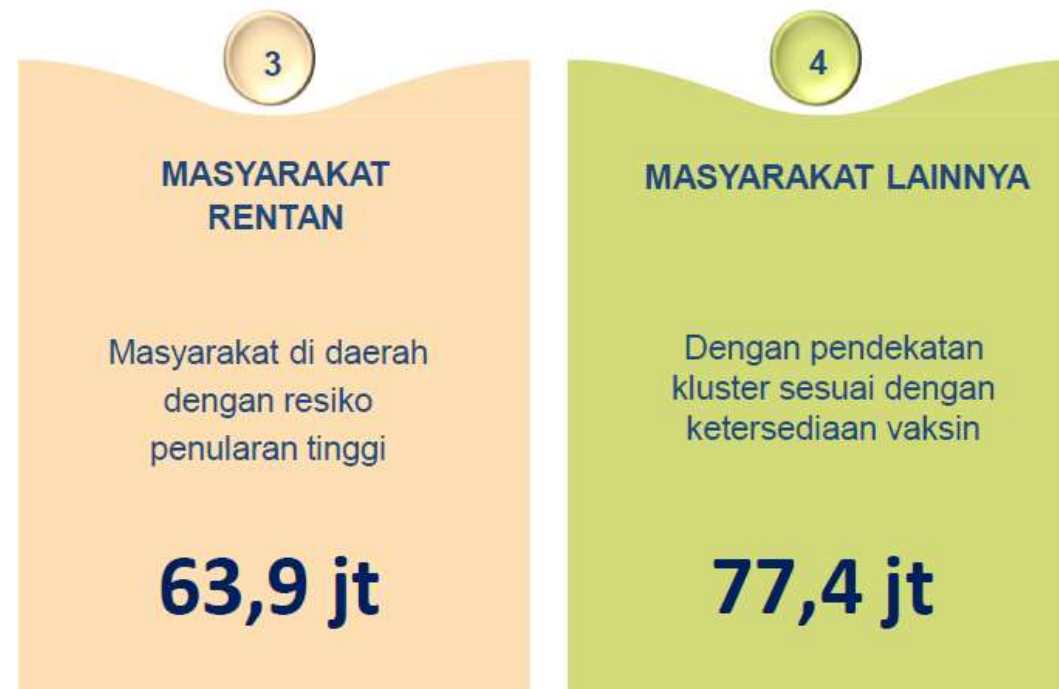 3
MASYARAKAT
RENTAN
Masyarakat di daerah
dengan resiko
penularan tinggi
63,9 jt
4
MASYARAKAT LAINNYA
Dengan pendekatan
kluster sesuai dengan
ketersediaan vaksin
77,4 jt